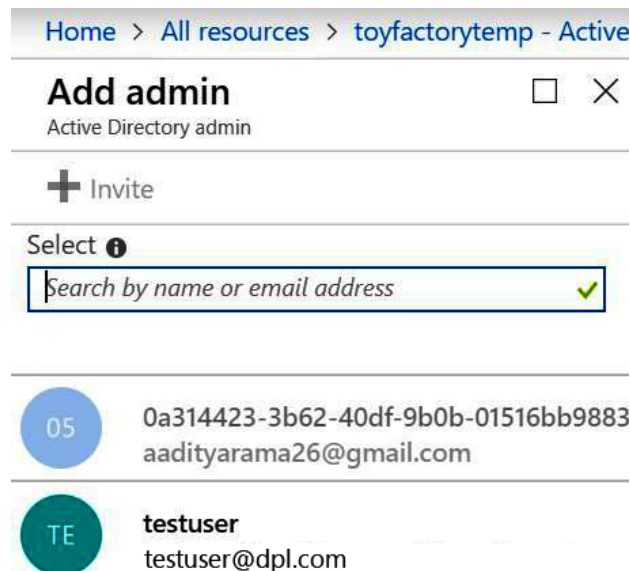 Home > All resources > toyfactorytemp - Active
Add admin
Active Directory admin
Invite
Select
Search by name or email address
05
0a314423-3b62-40df-9b0b-01516bb9883
aadityarama26@gmail.com
TE
testuser
testuser@dpl.com